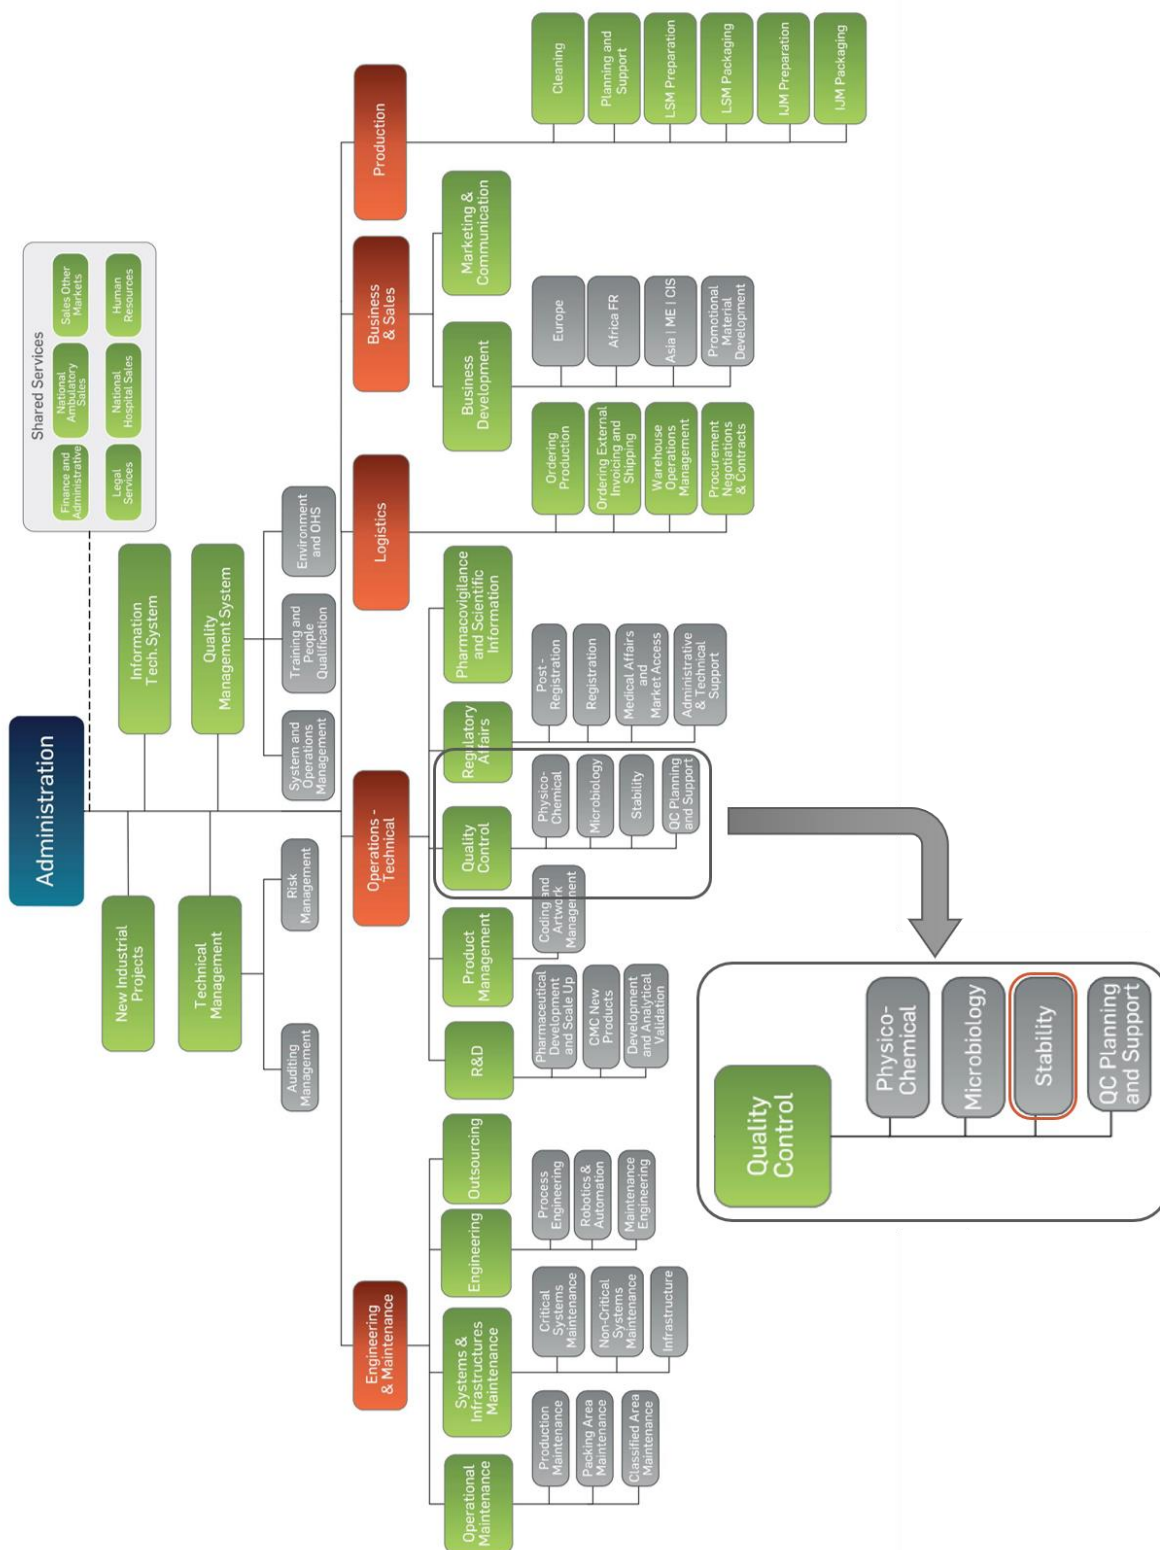 Administration
Shared Services
Finance and
Administrative
National
Ambulatory
Sales
Sales Other
Markets
Legal
Services
National
Hospital Sales
Human
Resources
New Industrial
Projects
Information
Tech. System
Technical
Management
Quality
Management System
Auditing
Management
Risk
Management
System and
Operations
Management
Training and
People
Qualification
Environment
and OHS
Engineering
& Maintenance
Operations -
Technical
Logistics
Business
& Sales
Production
Operational
Maintenance
Systems &
Infrastructures
Maintenance
Engineering
Outsourcing
R&D
Product
Management
Quality
Control
Regulatory
Affairs
Pharmacovigilance
and Scientific
Information
Business
Development
Marketing &
Communication
Production
Maintenance
Packing Area
Maintenance
Classified Area
Maintenance
Critical
Systems
Maintenance
Non-Critical
Systems
Maintenance
Infrastructure
Process
Engineering
Robotics &
Automation
Maintenance
Engineering
Pharmaceutical
Development
and Scale Up
CMC New
Products
Development
and Analytical
Validation
Coding and
Artwork
Management
Physico-
Chemical
Microbiology
Stability
QC Planning
and Support
Post -
Registration
Registration
Medical Affairs
and
Market Access
Administrative
& Technical
Support
Ordering
Production
Ordering External
Invoicing and
Shipping
Warehouse
Operations
Management
Procurement
Negotiations
& Contracts
Europe
Africa FR
Asia | ME | CIS
Promotional
Material
Development
Cleaning
Planning and
Support
LSM Preparation
LSM Packaging
IJM Preparation
IJM Packaging
Quality
Control
Physico-
Chemical
Microbiology
Stability
QC Planning
and Support